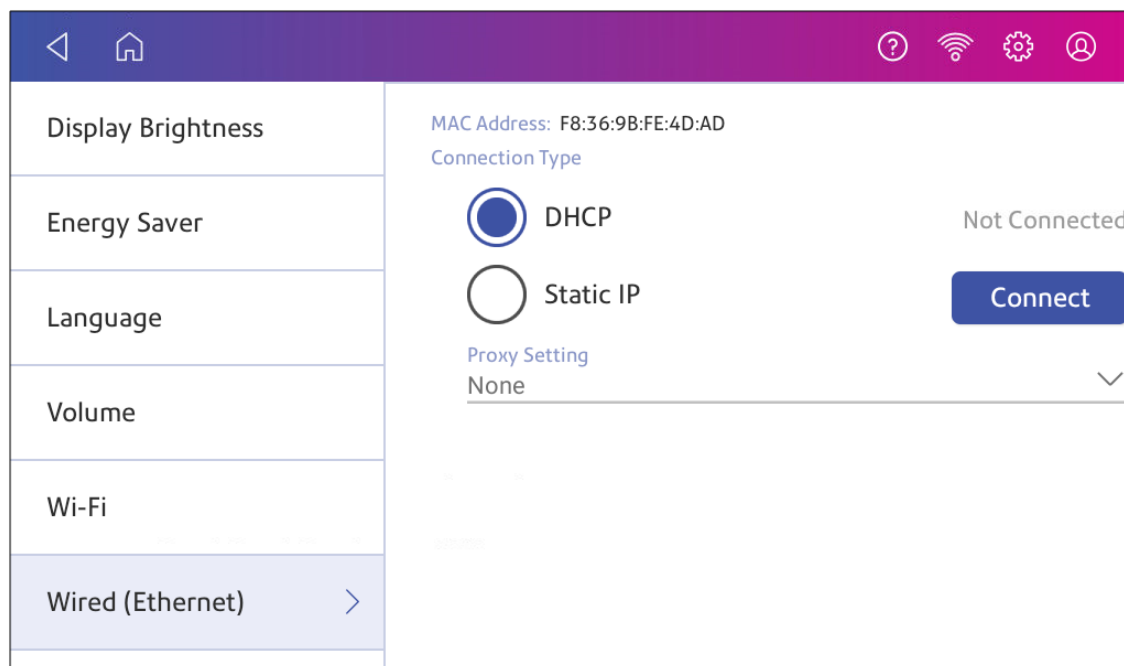 Display Brightness
Energy Saver
Language
Volume
Wi-Fi
Wired (Ethernet)
MAC Address: F8:36:9B:FE:4D:AD
Connection Type
DHCP
Not Connected
Static IP
Connect
Proxy Setting
None